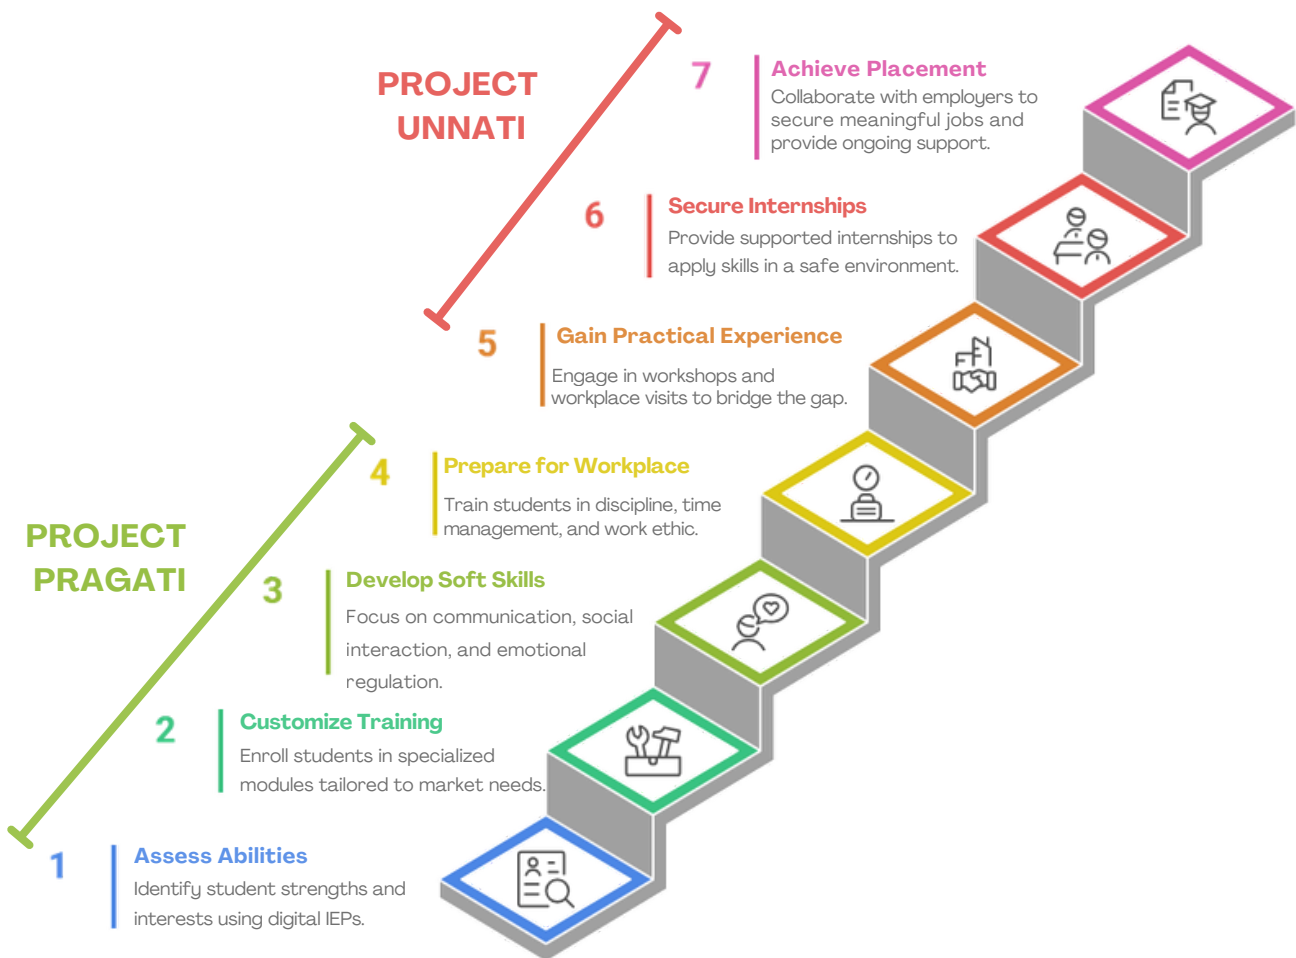 PROJECT
UNNATI
7
Achieve Placement
Collaborate with employers to
secure meaningful jobs and
provide ongoing support.
6
Secure Internships
Provide supported internships to
apply skills in a safe environment.
5
Gain Practical Experience
Engage in workshops and
workplace visits to bridge the gap.
PROJECT
PRAGATI
4
Prepare for Workplace
Train students in discipline, time
management, and work ethic.
3
Develop Soft Skills
Focus on communication, social
interaction, and emotional
regulation.
2
Customize Training
Enroll students in specialized
modules tailored to market needs.
1
Assess Abilities
Identify student strengths and
interests using digital IEPs.